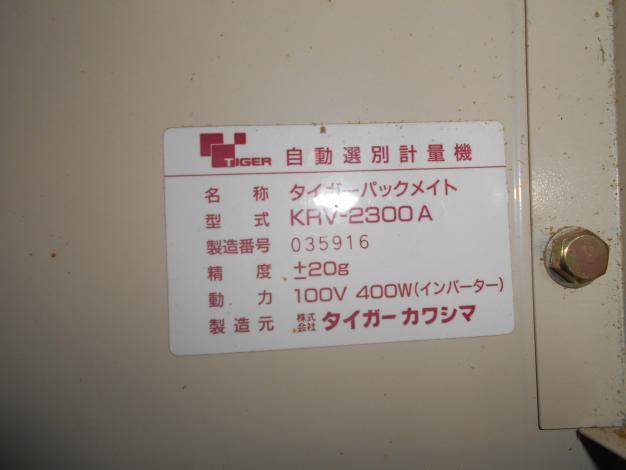 TIGER 自動選別計量機
名称 タイガーパックメイト
型式 KRV-2300A
製造番号 035916
精度 ±20g
動力 100V 400W(インバーター)
製造元 株式会社 タイガーカワシマ